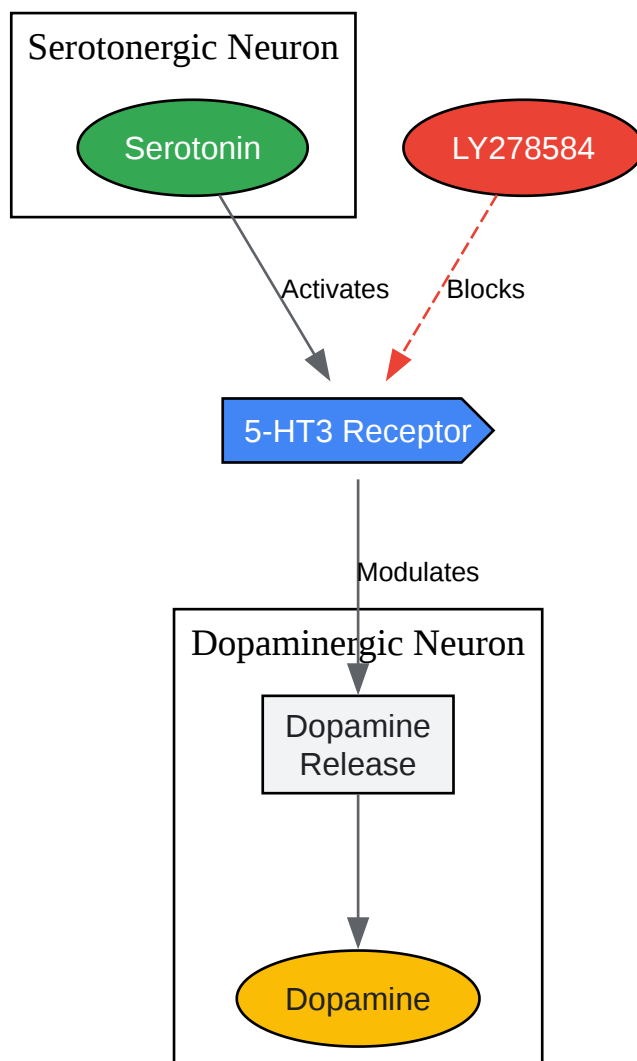 Serotonergic Neuron
Serotonin
LY278584
Activates
Blocks
5-HT3 Receptor
Modulates
Dopaminergic Neuron
Dopamine
Release
Dopamine